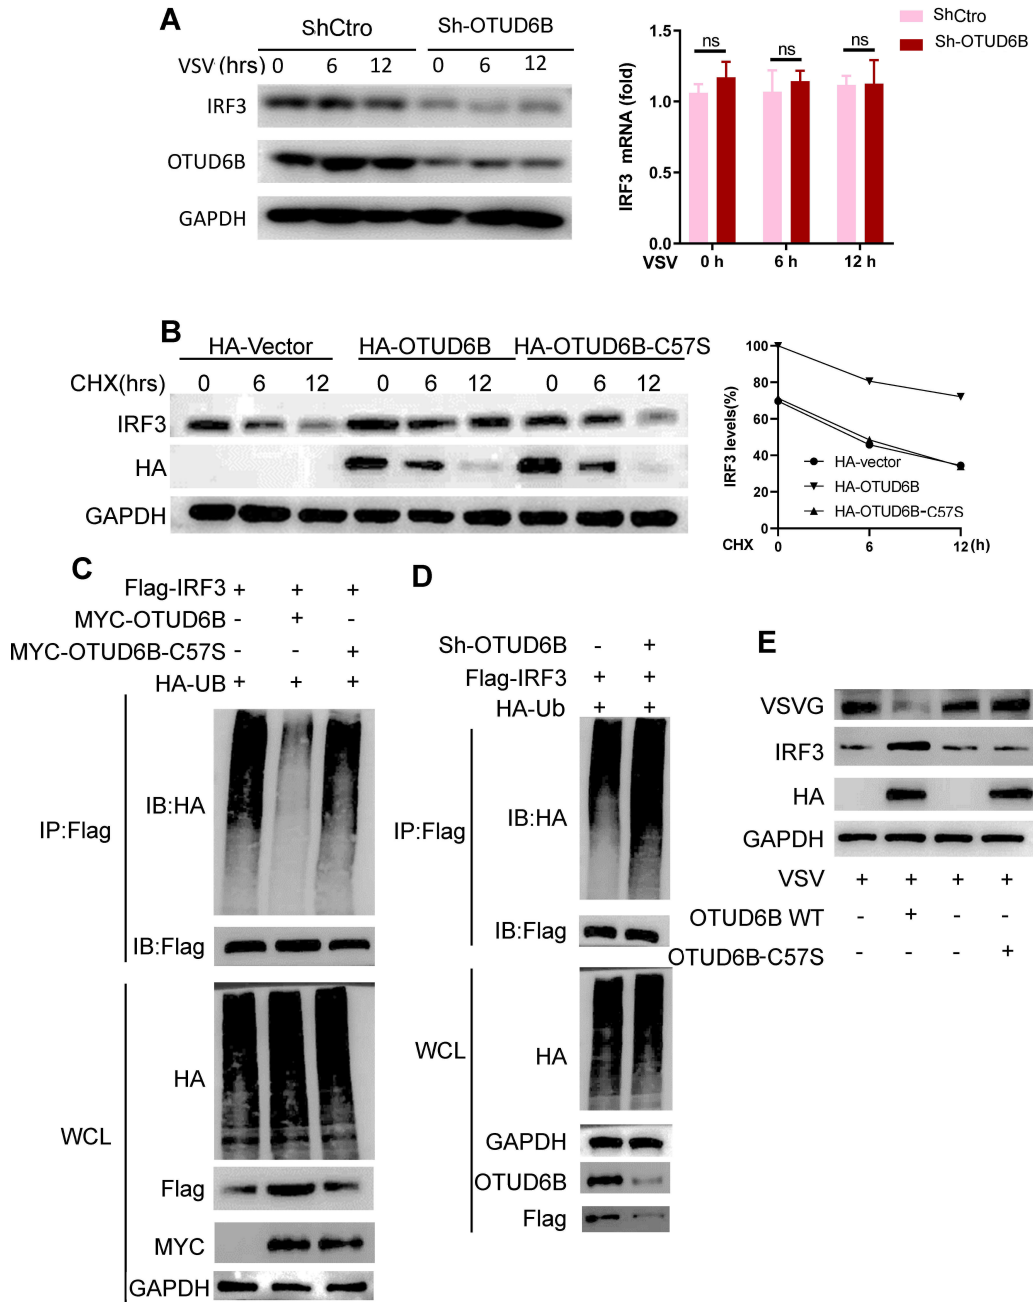 A
ShCtro
Sh-OTUD6B
VSV (hrs) 0 6 12 0 6 12
IRF3
OTUD6B
GAPDH
ShCtro
Sh-OTUD6B
ns ns ns
1.5
1.0
0.5
0.0
IRF3 mRNA (fold)
VSV 0 h 6 h 12 h
B
HA-Vector HA-OTUD6B HA-OTUD6B-C57S
CHX(hrs) 0 6 12 0 6 12 0 6 12
IRF3
HA
GAPDH
100
80
60
40
20
0
IRF3 levels(%)
HA-vector
HA-OTUD6B
HA-OTUD6B-C57S
CHX 0 6 12 (h)
C
Flag-IRF3 + + +
MYC-OTUD6B - + -
MYC-OTUD6B-C57S - - +
HA-UB + + +
IP:Flag
IB:HA
IB:Flag
WCL
HA
Flag
MYC
GAPDH
D
Sh-OTUD6B - +
Flag-IRF3 + +
HA-Ub + +
IP:Flag
IB:HA
IB:Flag
WCL
HA
GAPDH
OTUD6B
Flag
E
VSVG
IRF3
HA
GAPDH
VSV + + + +
OTUD6B WT - + - -
OTUD6B-C57S - - - +